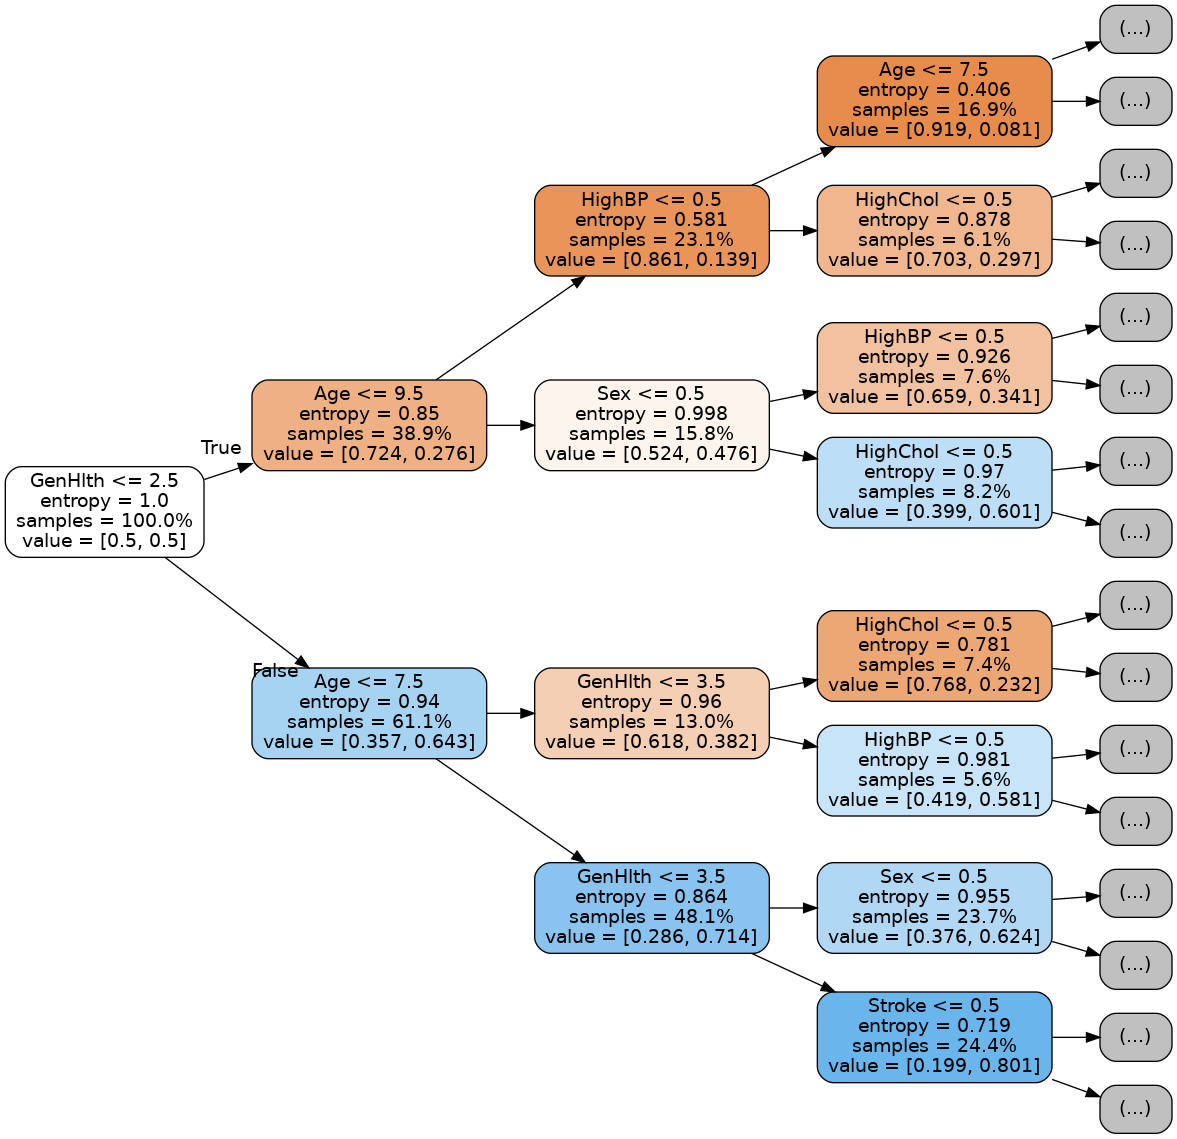 (...)
Age <= 7.5
entropy = 0.406
samples = 16.9%
value = [0.919, 0.081]
(...)
(...)
HighBP <= 0.5
entropy = 0.581
samples = 23.1%
value = [0.861, 0.139]
HighChol <= 0.5
entropy = 0.878
samples = 6.1%
value = [0.703, 0.297]
(...)
(...)
HighBP <= 0.5
entropy = 0.926
samples = 7.6%
value = [0.659, 0.341]
(...)
Age <= 9.5
entropy = 0.85
samples = 38.9%
value = [0.724, 0.276]
Sex <= 0.5
entropy = 0.998
samples = 15.8%
value = [0.524, 0.476]
True
HighChol <= 0.5
entropy = 0.97
samples = 8.2%
value = [0.399, 0.601]
(...)
(...)
GenHlth <= 2.5
entropy = 1.0
samples = 100.0%
value = [0.5, 0.5]
(...)
HighChol <= 0.5
entropy = 0.781
samples = 7.4%
value = [0.768, 0.232]
(...)
False
Age <= 7.5
entropy = 0.94
samples = 61.1%
value = [0.357, 0.643]
GenHlth <= 3.5
entropy = 0.96
samples = 13.0%
value = [0.618, 0.382]
HighBP <= 0.5
entropy = 0.981
samples = 5.6%
value = [0.419, 0.581]
(...)
(...)
GenHlth <= 3.5
entropy = 0.864
samples = 48.1%
value = [0.286, 0.714]
Sex <= 0.5
entropy = 0.955
samples = 23.7%
value = [0.376, 0.624]
(...)
(...)
Stroke <= 0.5
entropy = 0.719
samples = 24.4%
value = [0.199, 0.801]
(...)
(...)